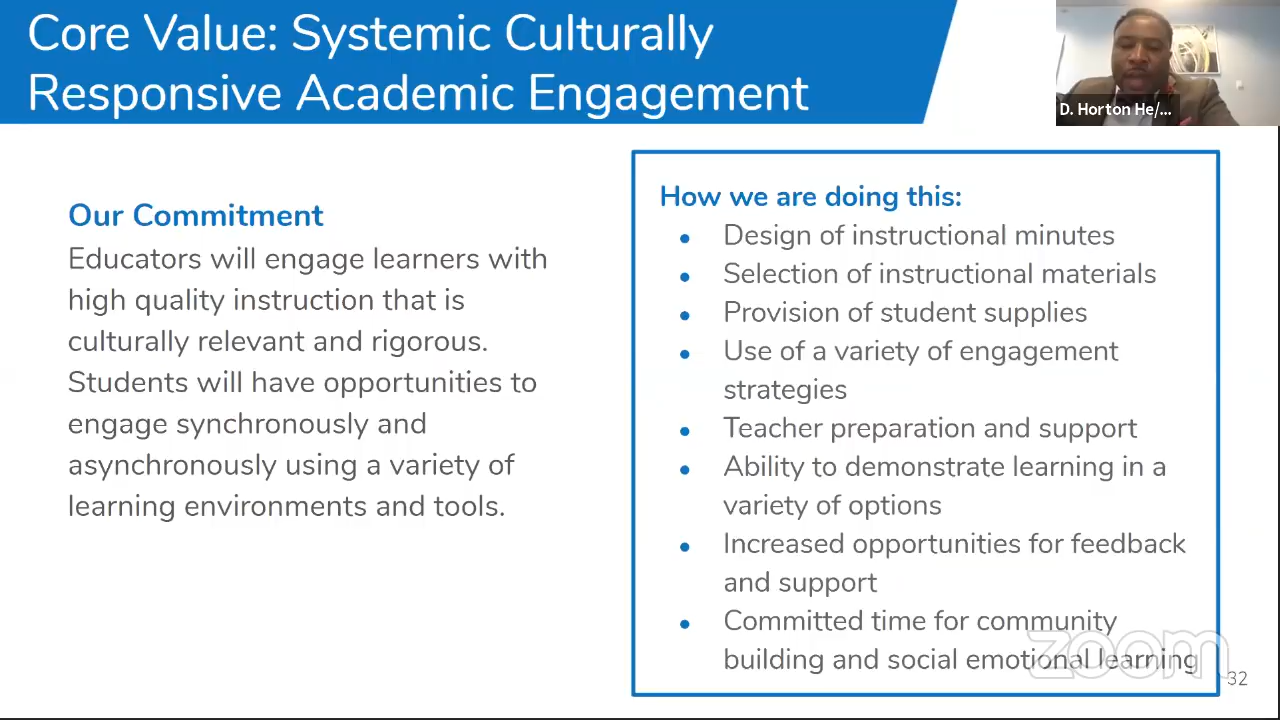 Core Value: Systemic Culturally
Responsive Academic Engagement
D. Horton He/...
Our Commitment
Educators will engage learners with
high quality instruction that is
culturally relevant and rigorous.
Students will have opportunities to
engage synchronously and
asynchronously using a variety of
learning environments and tools.
How we are doing this:
• Design of instructional minutes
• Selection of instructional materials
• Provision of student supplies
• Use of a variety of engagement
strategies
• Teacher preparation and support
• Ability to demonstrate learning in a
variety of options
• Increased opportunities for feedback
and support
• Committed time for community
building and social emotional learning
zoom
32